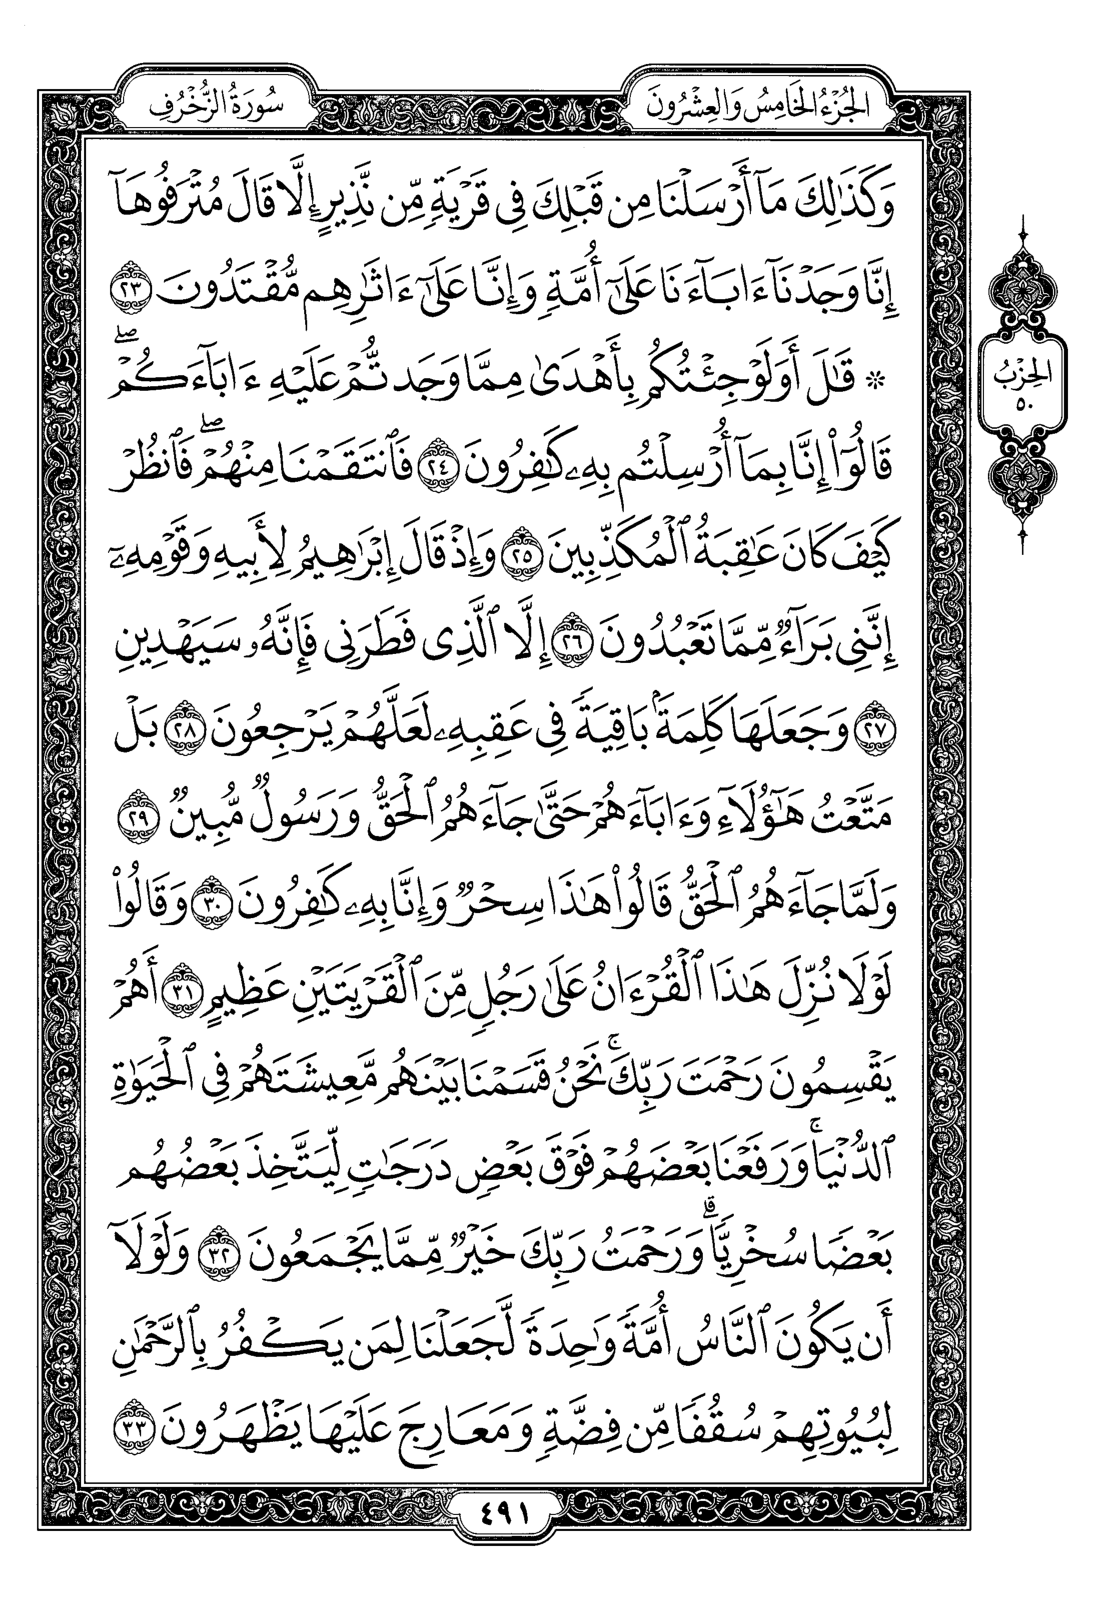 سُورَةُ الزُّخْرُفِ
الجُزْءُ الخَامِسُ وَالعِشْرُونَ
وَكَذَٰلِكَ مَآ أَرْسَلْنَا مِن قَبْلِكَ فِى قَرْيَةٍ مِّن نَّذِيرٍ إِلَّا قَالَ مُتْرَفُوهَآ
إِنَّا وَجَدْنَآ ءَابَآءَنَا عَلَىٰٓ أُمَّةٍ وَإِنَّا عَلَىٰٓ ءَاثَٰرِهِم مُّقْتَدُونَ ٢٣
۞ قَٰلَ أَوَلَوْ جِئْتُكُم بِأَهْدَىٰ مِمَّا وَجَدتُّمْ عَلَيْهِ ءَابَآءَكُمْ ۖ
قَالُوٓا۟ إِنَّا بِمَآ أُرْسِلْتُم بِهِۦ كَٰفِرُونَ ٢٤ فَٱنتَقَمْنَا مِنْهُمْ ۖ فَٱنظُرْ
كَيْفَ كَانَ عَٰقِبَةُ ٱلْمُكَذِّبِينَ ٢٥ وَإِذْ قَالَ إِبْرَٰهِيمُ لِأَبِيهِ وَقَوْمِهِۦٓ
إِنَّنِى بَرَآءٌ مِّمَّا تَعْبُدُونَ ٢٦ إِلَّا ٱلَّذِى فَطَرَنِى فَإِنَّهُۥ سَيَهْدِينِ
٢٧ وَجَعَلَهَا كَلِمَةًۢ بَاقِيَةً فِى عَقِبِهِۦ لَعَلَّهُمْ يَرْجِعُونَ ٢٨ بَلْ
مَتَّعْتُ هَٰٓؤُلَآءِ وَءَابَآءَهُمْ حَتَّىٰ جَآءَهُمُ ٱلْحَقُّ وَرَسُولٌ مُّبِينٌ ٢٩
وَلَمَّا جَآءَهُمُ ٱلْحَقُّ قَالُوا۟ هَٰذَا سِحْرٌ وَإِنَّا بِهِۦ كَٰفِرُونَ ٣٠ وَقَالُوا۟
لَوْلَا نُزِّلَ هَٰذَا ٱلْقُرْءَانُ عَلَىٰ رَجُلٍ مِّنَ ٱلْقَرْيَتَيْنِ عَظِيمٍ ٣١ أَهُمْ
يَقْسِمُونَ رَحْمَتَ رَبِّكَ ۚ نَحْنُ قَسَمْنَا بَيْنَهُم مَّعِيشَتَهُمْ فِى ٱلْحَيَوٰةِ
ٱلدُّنْيَا ۚ وَرَفَعْنَا بَعْضَهُمْ فَوْقَ بَعْضٍ دَرَجَٰتٍ لِّيَتَّخِذَ بَعْضُهُم
بَعْضًا سُخْرِيًّا ۗ وَرَحْمَتُ رَبِّكَ خَيْرٌ مِّمَّا يَجْمَعُونَ ٣٢ وَلَوْلَآ
أَن يَكُونَ ٱلنَّاسُ أُمَّةً وَٰحِدَةً لَّجَعَلْنَا لِمَن يَكْفُرُ بِٱلرَّحْمَٰنِ
لِبُيُوتِهِمْ سُقُفًا مِّن فِضَّةٍ وَمَعَارِجَ عَلَيْهَا يَظْهَرُونَ ٣٣
الحِزْبُ
٥٠
٤٩١